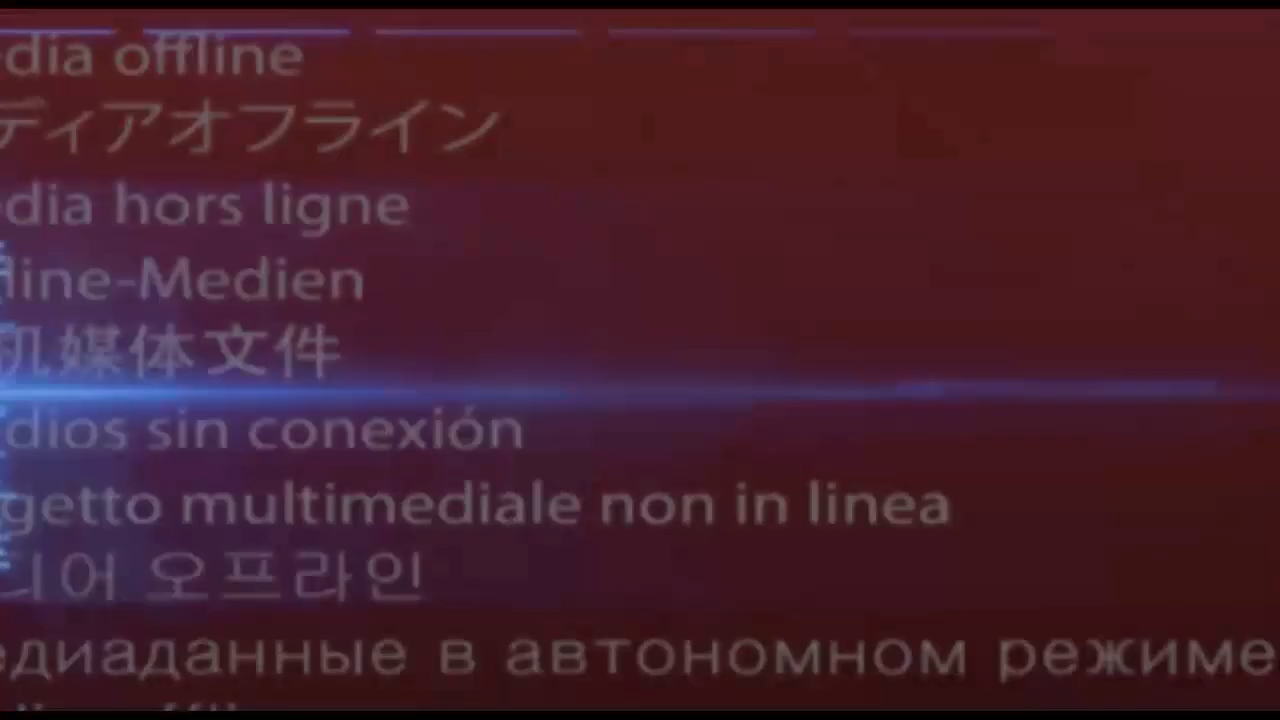 dia offline
ディアオフライン
dia hors ligne
fline-Medien
机媒体文件
dios sin conexión
getto multimediale non in linea
디어 오프라인
едиаданные в автономном режиме